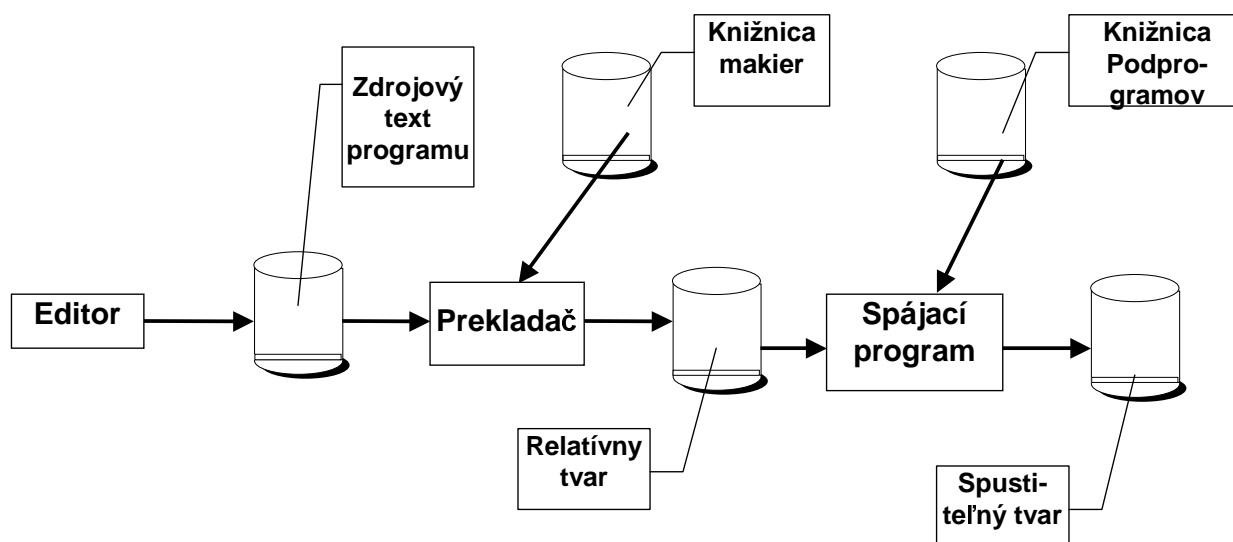 Knižnica
makier
Knižnica
Podpro-
gramov
Zdrojový
text
programu
Editor
Prekladač
Spájací
program
Relatívny
tvar
Spusti-
teľný tvar